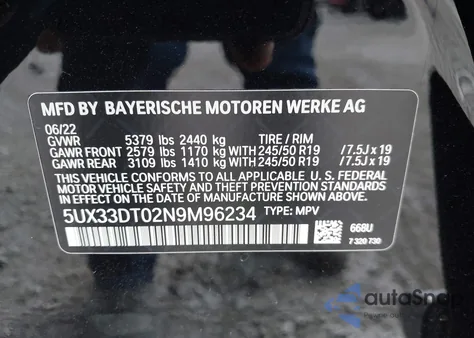 MFD BY BAYERISCHE MOTOREN WERKE AG
06/22
GVWR 5379 lbs 2440 kg TIRE / RIM
GAWR FRONT 2579 lbs 1170 kg WITH 245/50 R19 /7.5J x 19
GAWR REAR 3109 lbs 1410 kg WITH 245/50 R19 /7.5J x 19
THIS VEHICLE CONFORMS TO ALL APPLICABLE U. S. FEDERAL
MOTOR VEHICLE SAFETY AND THEFT PREVENTION STANDARDS
IN EFFECT ON THE DATE OF MANUFACTURE SHOWN ABOVE.
5UX33DT02N9M96234 TYPE: MPV
668U
7 320 730
autaSnap